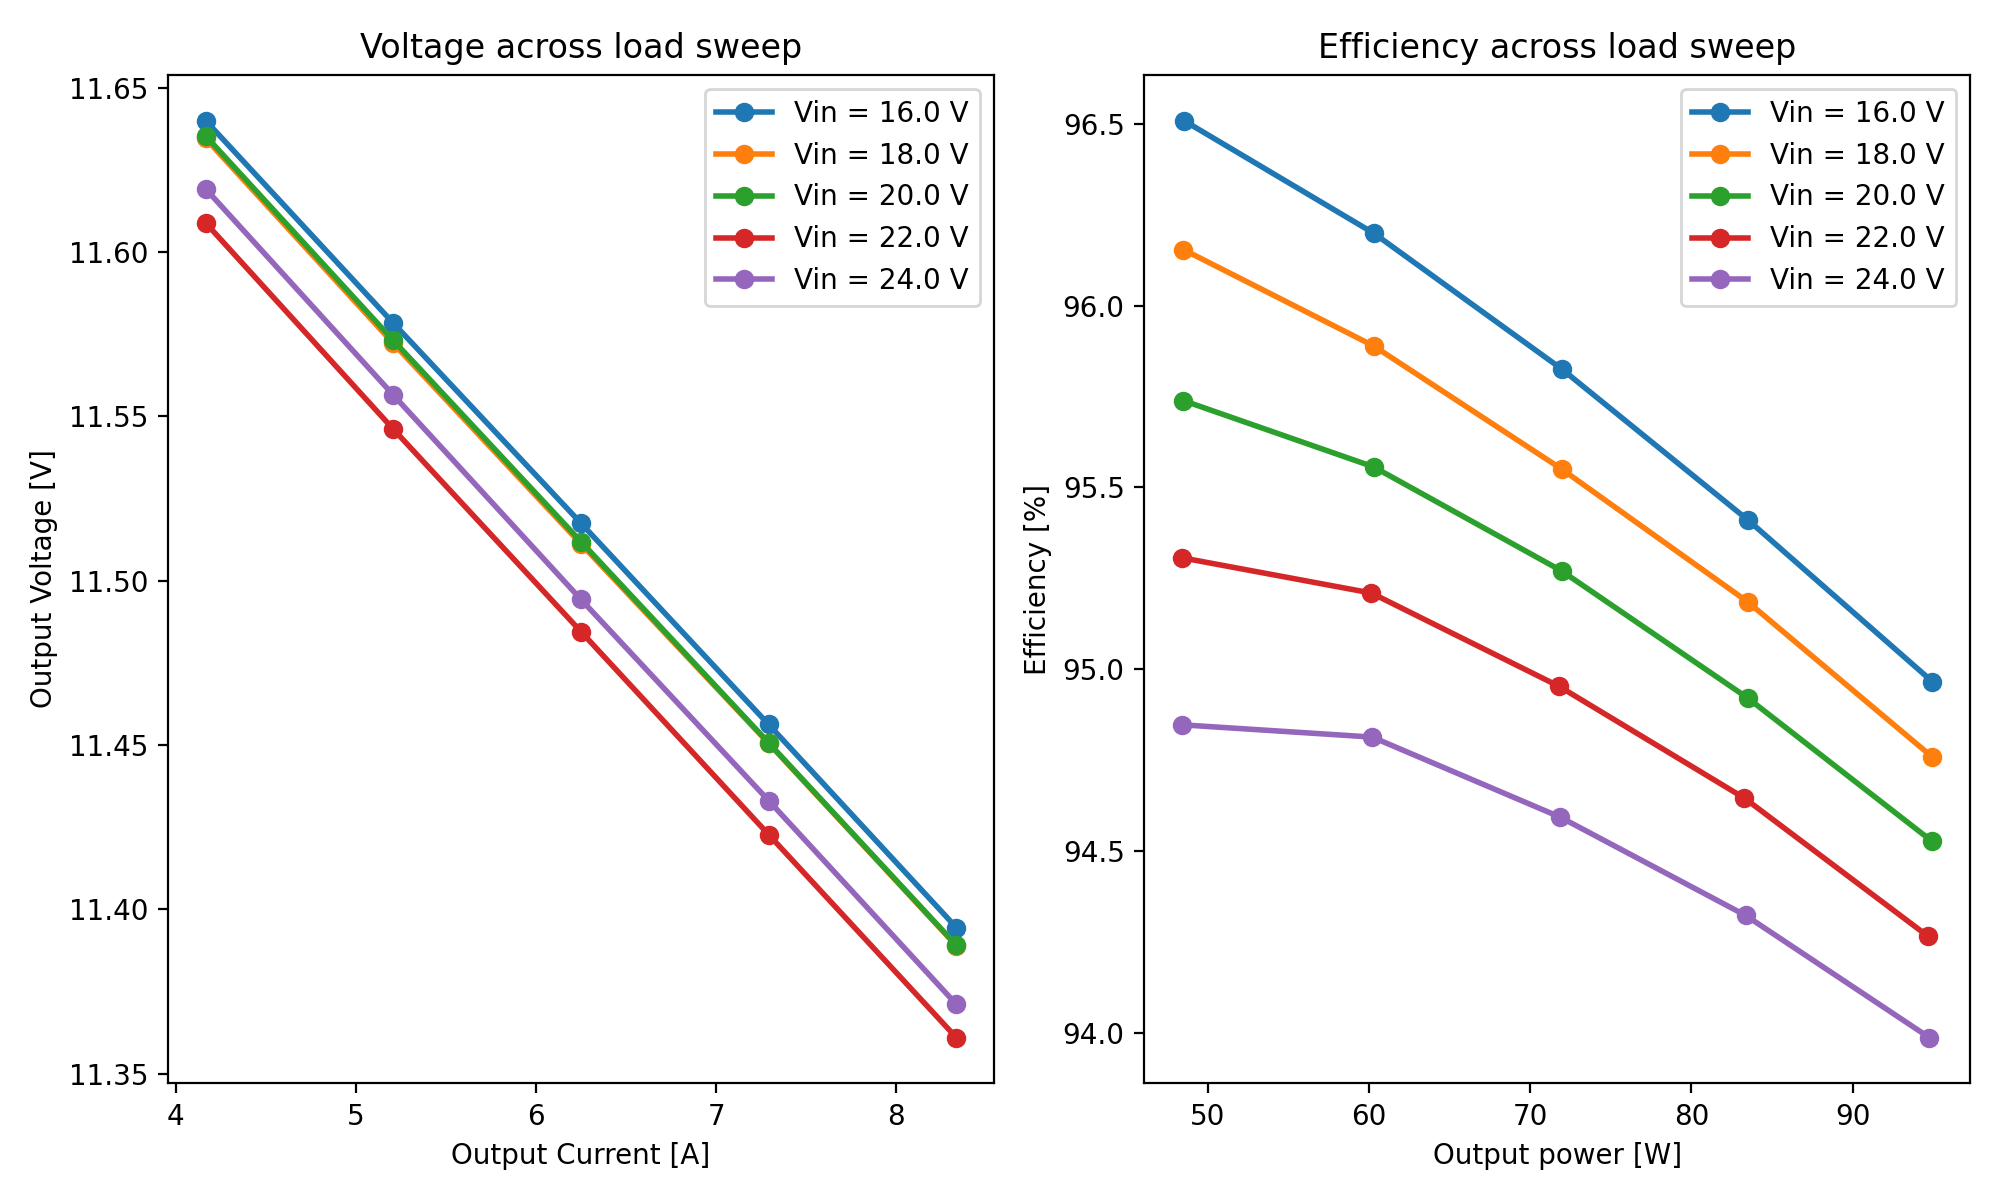 Voltage across load sweep
11.65
11.60
11.55
11.50
11.45
11.40
11.35
Output Voltage [V]
4
5
6
7
8
Output Current [A]
Vin = 16.0 V
Vin = 18.0 V
Vin = 20.0 V
Vin = 22.0 V
Vin = 24.0 V
Efficiency across load sweep
96.5
96.0
95.5
95.0
94.5
94.0
Efficiency [%]
50
60
70
80
90
Output power [W]
Vin = 16.0 V
Vin = 18.0 V
Vin = 20.0 V
Vin = 22.0 V
Vin = 24.0 V